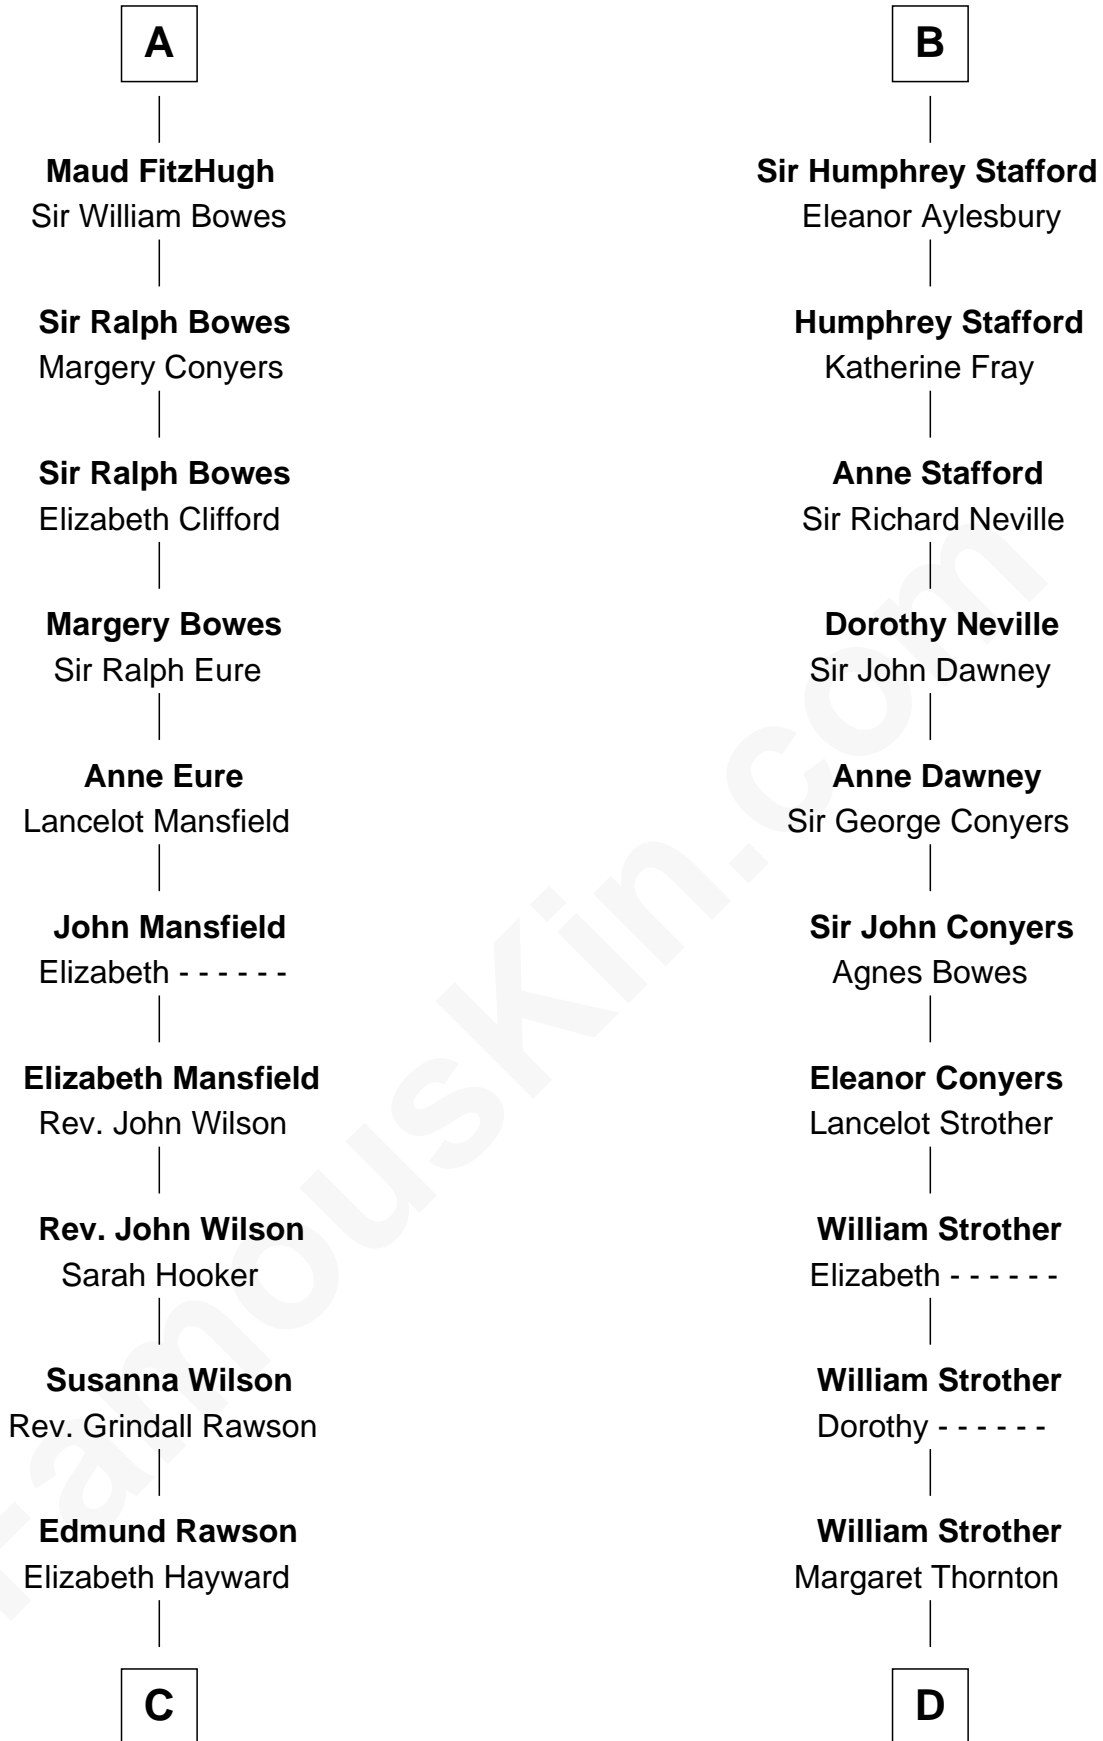 A
Maud FitzHugh
Sir William Bowes
Sir Ralph Bowes
Margery Conyers
Sir Ralph Bowes
Elizabeth Clifford
Margery Bowes
Sir Ralph Eure
Anne Eure
Lancelot Mansfield
John Mansfield
Elizabeth - - - - - -
Elizabeth Mansfield
Rev. John Wilson
Rev. John Wilson
Sarah Hooker
Susanna Wilson
Rev. Grindall Rawson
Edmund Rawson
Elizabeth Hayward
C
B
Sir Humphrey Stafford
Eleanor Aylesbury
Humphrey Stafford
Katherine Fray
Anne Stafford
Sir Richard Neville
Dorothy Neville
Sir John Dawney
Anne Dawney
Sir George Conyers
Sir John Conyers
Agnes Bowes
Eleanor Conyers
Lancelot Strother
William Strother
Elizabeth - - - - - -
William Strother
Dorothy - - - - - -
William Strother
Margaret Thornton
D
FamousKin.com